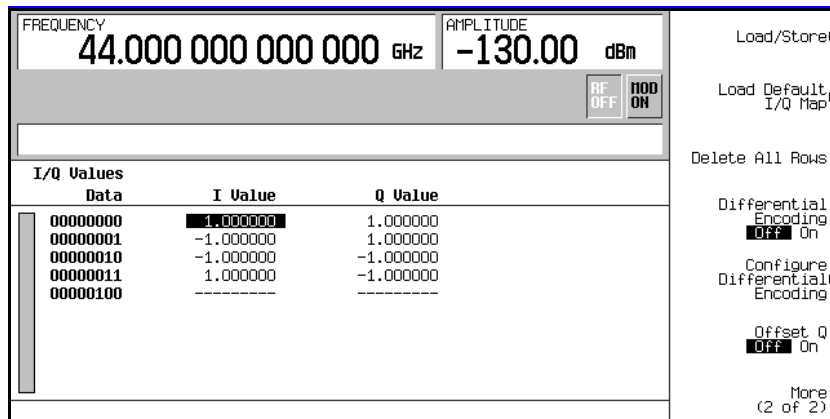 FREQUENCY
44.000 000 000 000 GHz
AMPLITUDE
-130.00 dBm
RF OFF
MOD ON
I/Q Values
Data I Value Q Value
00000000 1.000000 1.000000
00000001 -1.000000 1.000000
00000010 -1.000000 -1.000000
00000011 1.000000 -1.000000
00000100 --------- ---------
Load/Store
Load Default
I/Q Map
Delete All Rows
Differential
Encoding
Off On
Configure
Differential
Encoding
Offset Q
Off On
More
(2 of 2)